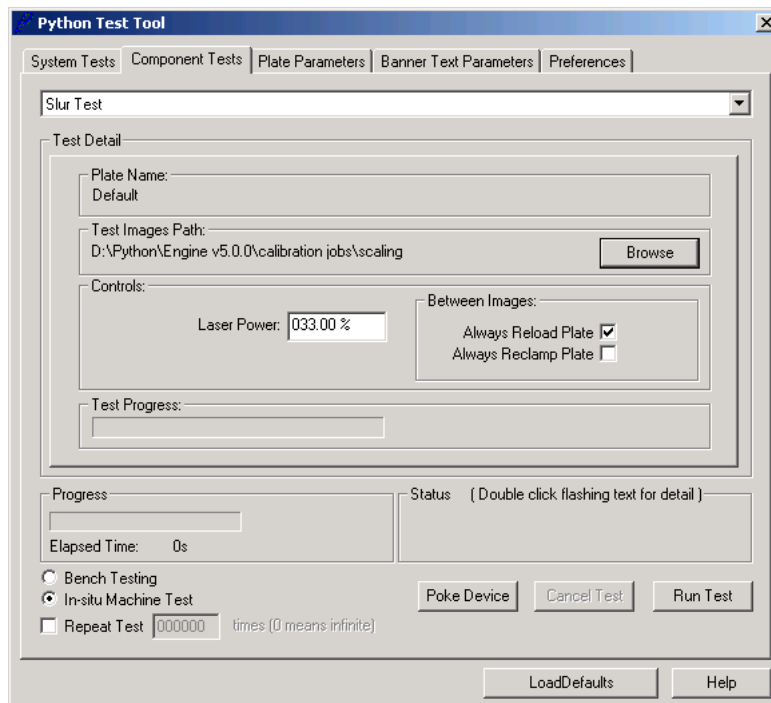 Python Test Tool
System Tests Component Tests Plate Parameters Banner Text Parameters Preferences
Slur Test
Test Detail
Plate Name:
Default
Test Images Path:
D:\Python\Engine v5.0.0\calibration jobs\scaling
Browse
Controls:
Laser Power: 033.00 %
Between Images:
Always Reload Plate
Always Reclamp Plate
Test Progress:
Progress
Elapsed Time: 0s
Status ( Double click flashing text for detail )
Bench Testing
In-situ Machine Test
Repeat Test 000000 times (0 means infinite)
Poke Device Cancel Test Run Test
LoadDefaults Help